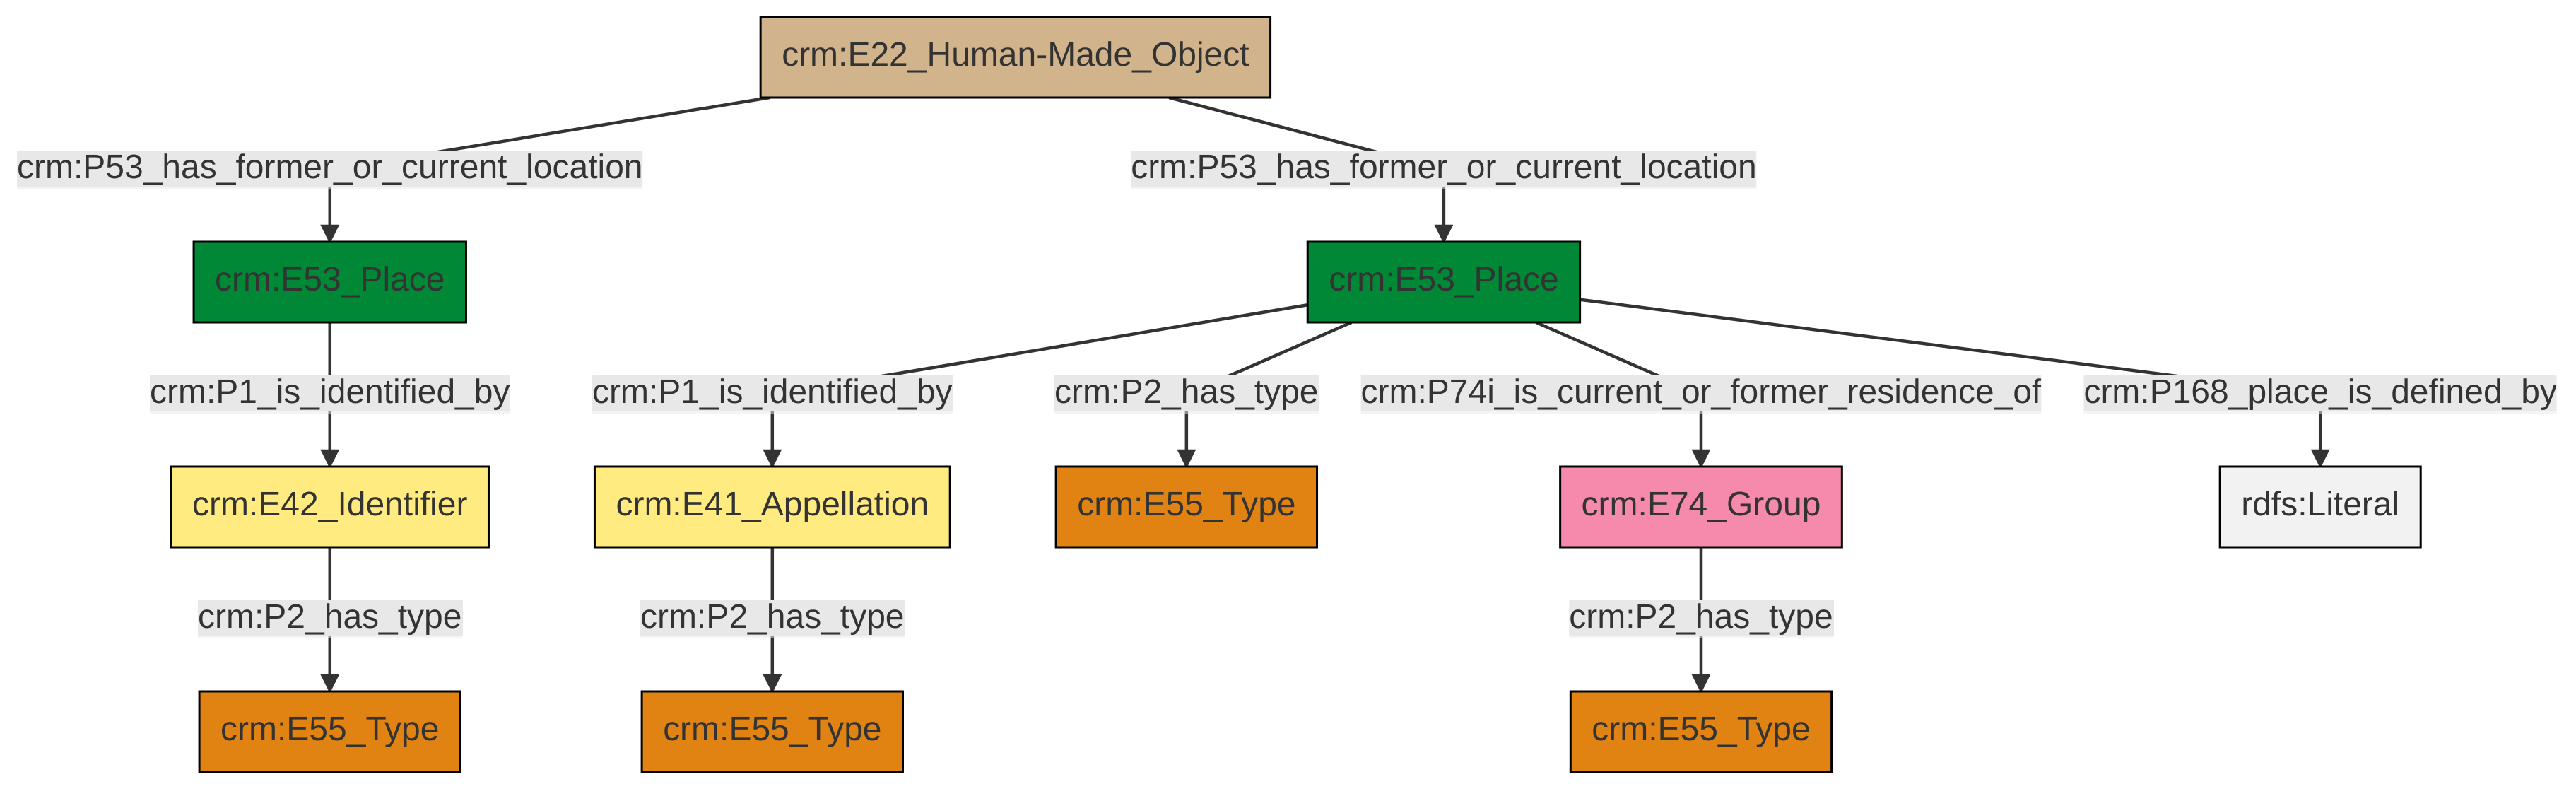 crm:E22_Human-Made_Object
crm:P53_has_former_or_current_location
crm:P53_has_former_or_current_location
crm:E53_Place
crm:E53_Place
crm:P1_is_identified_by
crm:P1_is_identified_by
crm:P2_has_type
crm:P74i_is_current_or_former_residence_of
crm:P168_place_is_defined_by
crm:E42_Identifier
crm:E41_Appellation
crm:E55_Type
crm:E74_Group
rdfs:Literal
crm:P2_has_type
crm:P2_has_type
crm:P2_has_type
crm:E55_Type
crm:E55_Type
crm:E55_Type